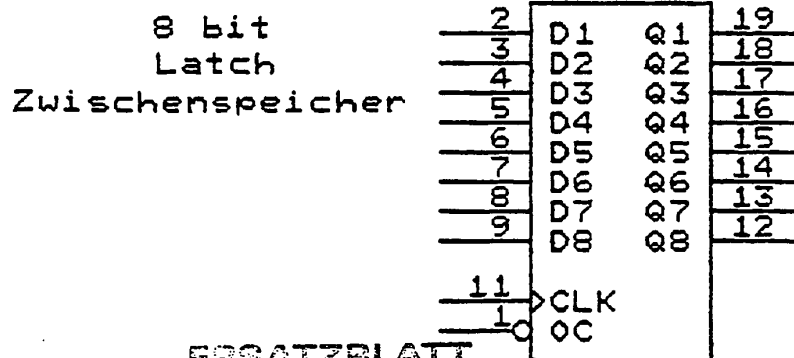 8 bit
Latch
Zwischenspeicher
2 D1 Q1 19
3 D2 Q2 18
4 D3 Q3 17
5 D4 Q4 16
6 D5 Q5 15
7 D6 Q6 14
8 D7 Q7 13
9 D8 Q8 12
11 CLK
1 OC
ERSATZBLATT